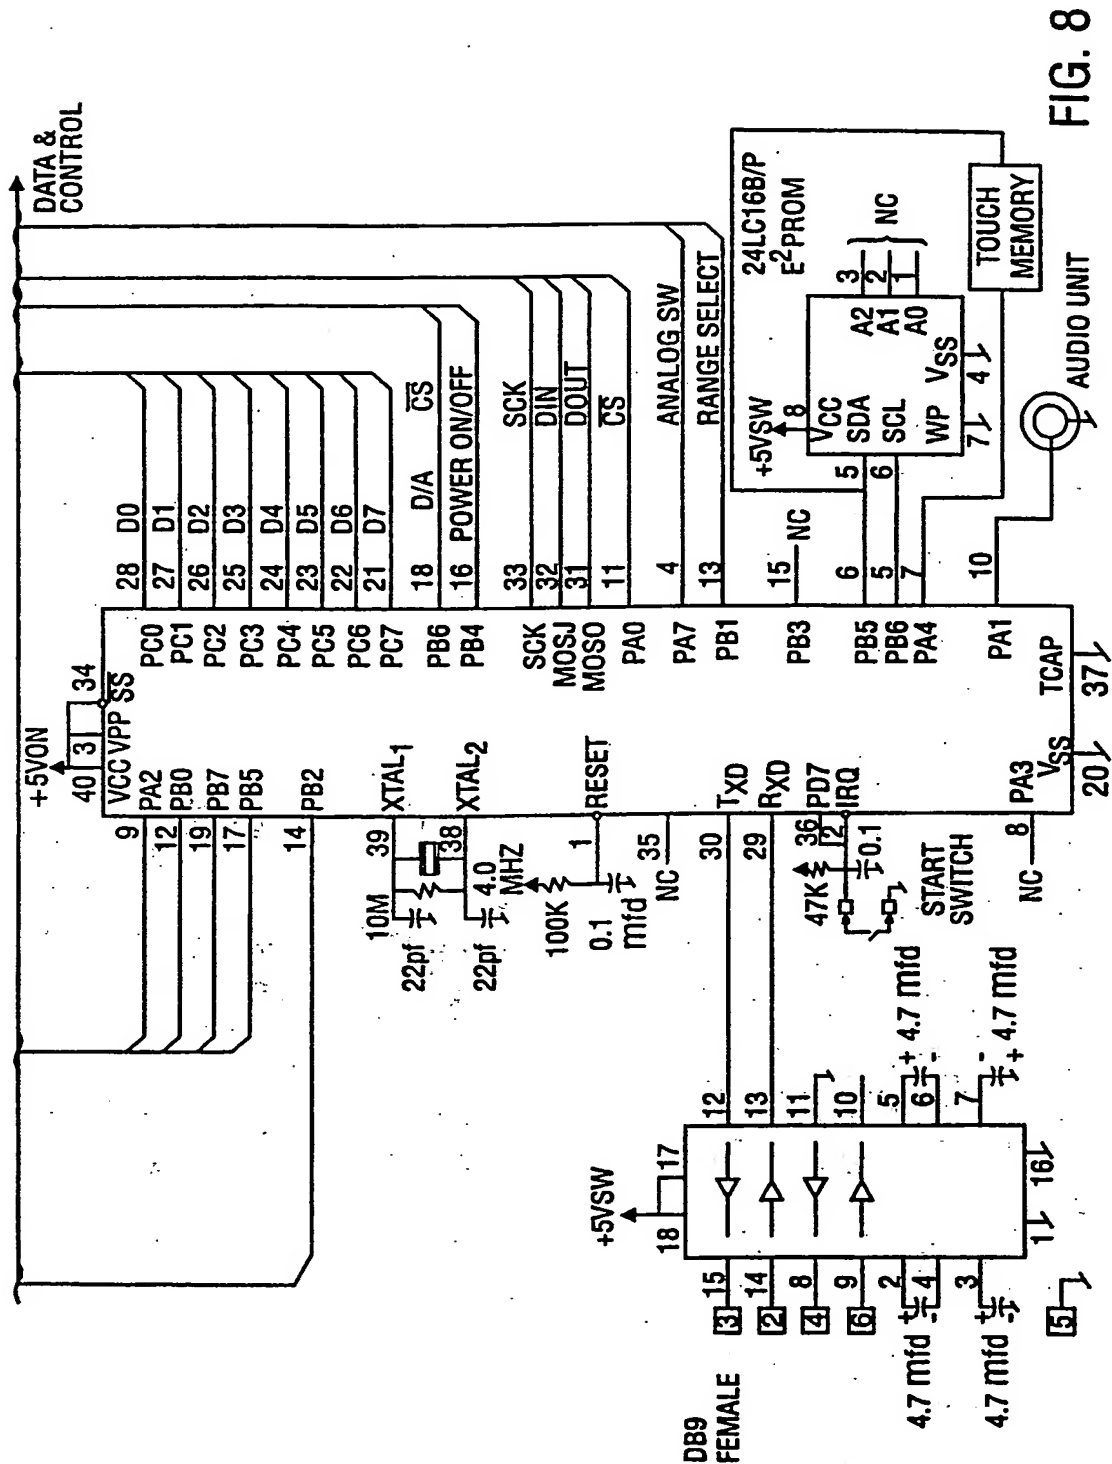 DATA &
CONTROL
+5VON
40 3 34
VCC VPP SS
9 PA2
12 PB0
19 PB7
17 PB5
14 PB2
39 XTAL1
38 XTAL2
10M
22pf
22pf
4.0
MHZ
1 RESET
100K
0.1
mfd
35
NC
30 TXD
29 RXD
36 PD7
2 IRQ
47K
0.1
START
SWITCH
8 PA3
NC
VSS
20
TCAP
37
PC0 28 D0
PC1 27 D1
PC2 26 D2
PC3 25 D3
PC4 24 D4
PC5 23 D5
PC6 22 D6
PC7 21 D7
PB6 18 D/A CS
PB4 16 POWER ON/OFF
SCK 33 SCK
MOSJ 32 DIN
MOSO 31 DOUT
PA0 11 CS
PA7 4 ANALOG SW
PB1 13 RANGE SELECT
PB3 15 NC
PB5 6
PB6 5
PA4 7
PA1 10
+5VSW
24LC16B/P
E2PROM
8
VCC
5 SDA
6 SCL
WP
7
VSS
4
A2 3
A1 2
A0 1
NC
TOUCH
MEMORY
AUDIO UNIT
+5VSW
18 17
3 15 12
2 14 13
4 8 11
6 9 10
2
4
4.7 mfd + -
3
4.7 mfd + -
5
6
+ 4.7 mfd
-
7
-
+ 4.7 mfd
1
16
5
DB9
FEMALE
FIG. 8